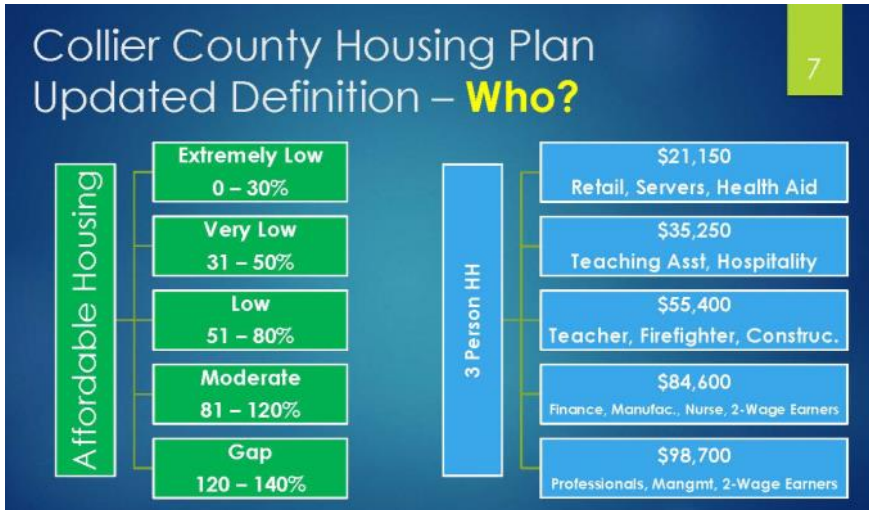 Collier County Housing Plan
Updated Definition – Who?
7
Affordable Housing
Extremely Low
0 – 30%
Very Low
31 – 50%
Low
51 – 80%
Moderate
81 – 120%
Gap
120 – 140%
3 Person HH
$21,150
Retail, Servers, Health Aid
$35,250
Teaching Asst, Hospitality
$55,400
Teacher, Firefighter, Construc.
$84,600
Finance, Manufac., Nurse, 2-Wage Earners
$98,700
Professionals, Mangmt, 2-Wage Earners